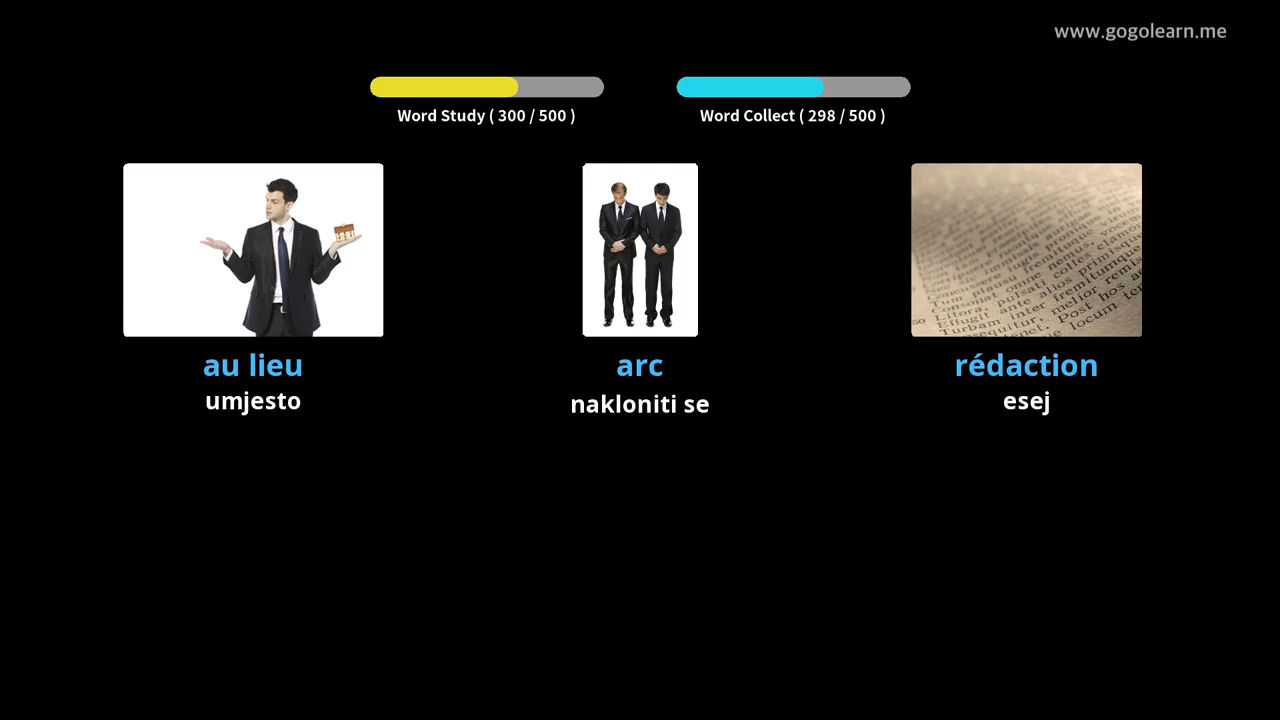 www.gogolearn.me
Word Study ( 300 / 500 )
Word Collect ( 298 / 500 )
au lieu
umjesto
arc
nakloniti se
rédaction
esej